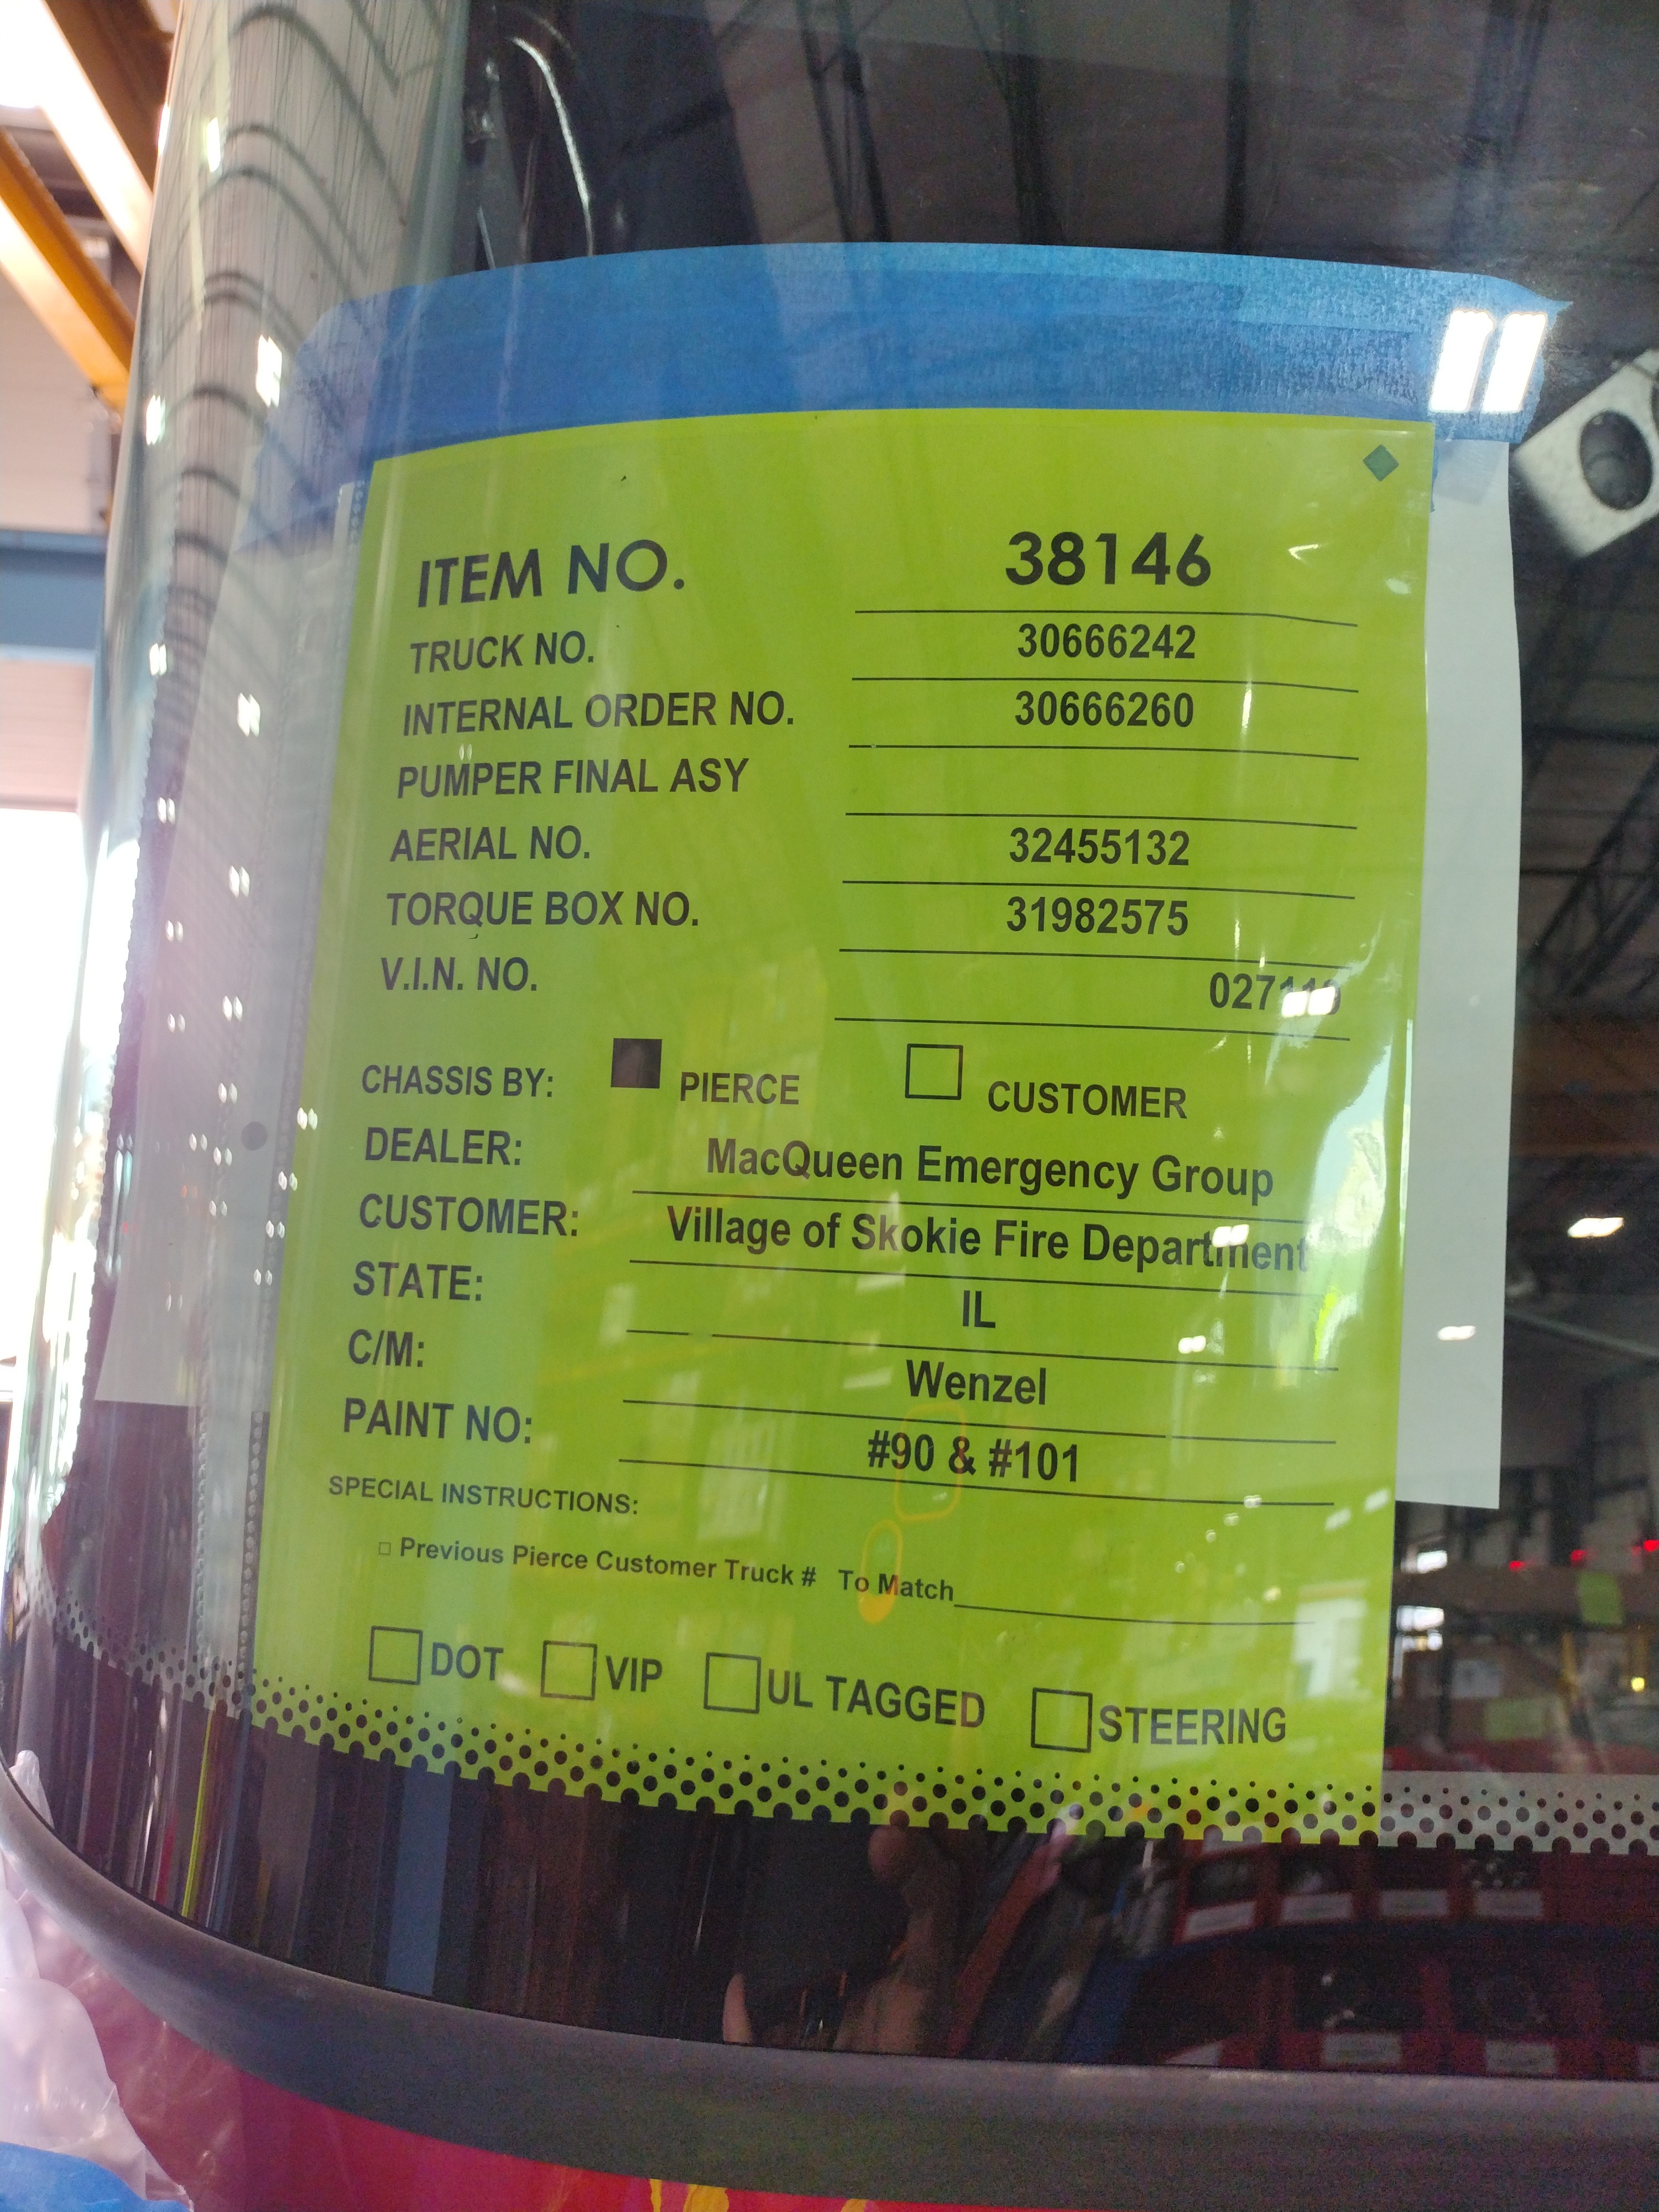 ITEM NO. 38146
TRUCK NO. 30666242
INTERNAL ORDER NO. 30666260
PUMPER FINAL ASY
AERIAL NO. 32455132
TORQUE BOX NO. 31982575
V.I.N. NO.
CHASSIS BY: PIERCE CUSTOMER
DEALER: MacQueen Emergency Group
CUSTOMER: Village of Skokie Fire Department
STATE: IL
C/M: Wenzel
PAINT NO: #90 & #101
SPECIAL INSTRUCTIONS:
□ Previous Pierce Customer Truck # To Match
DOT VIP UL TAGGED STEERING